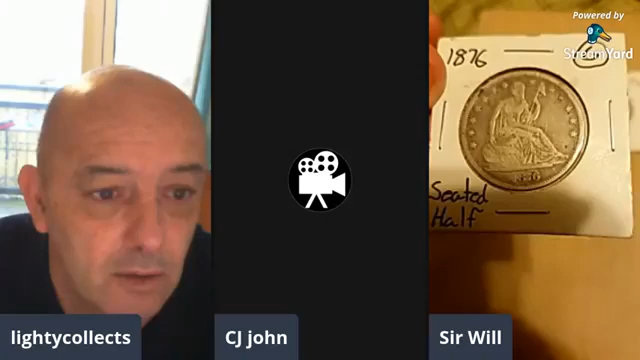 Powered by
StreamYard
1876
Seated
Half
lightycollects
CJ john
Sir Will